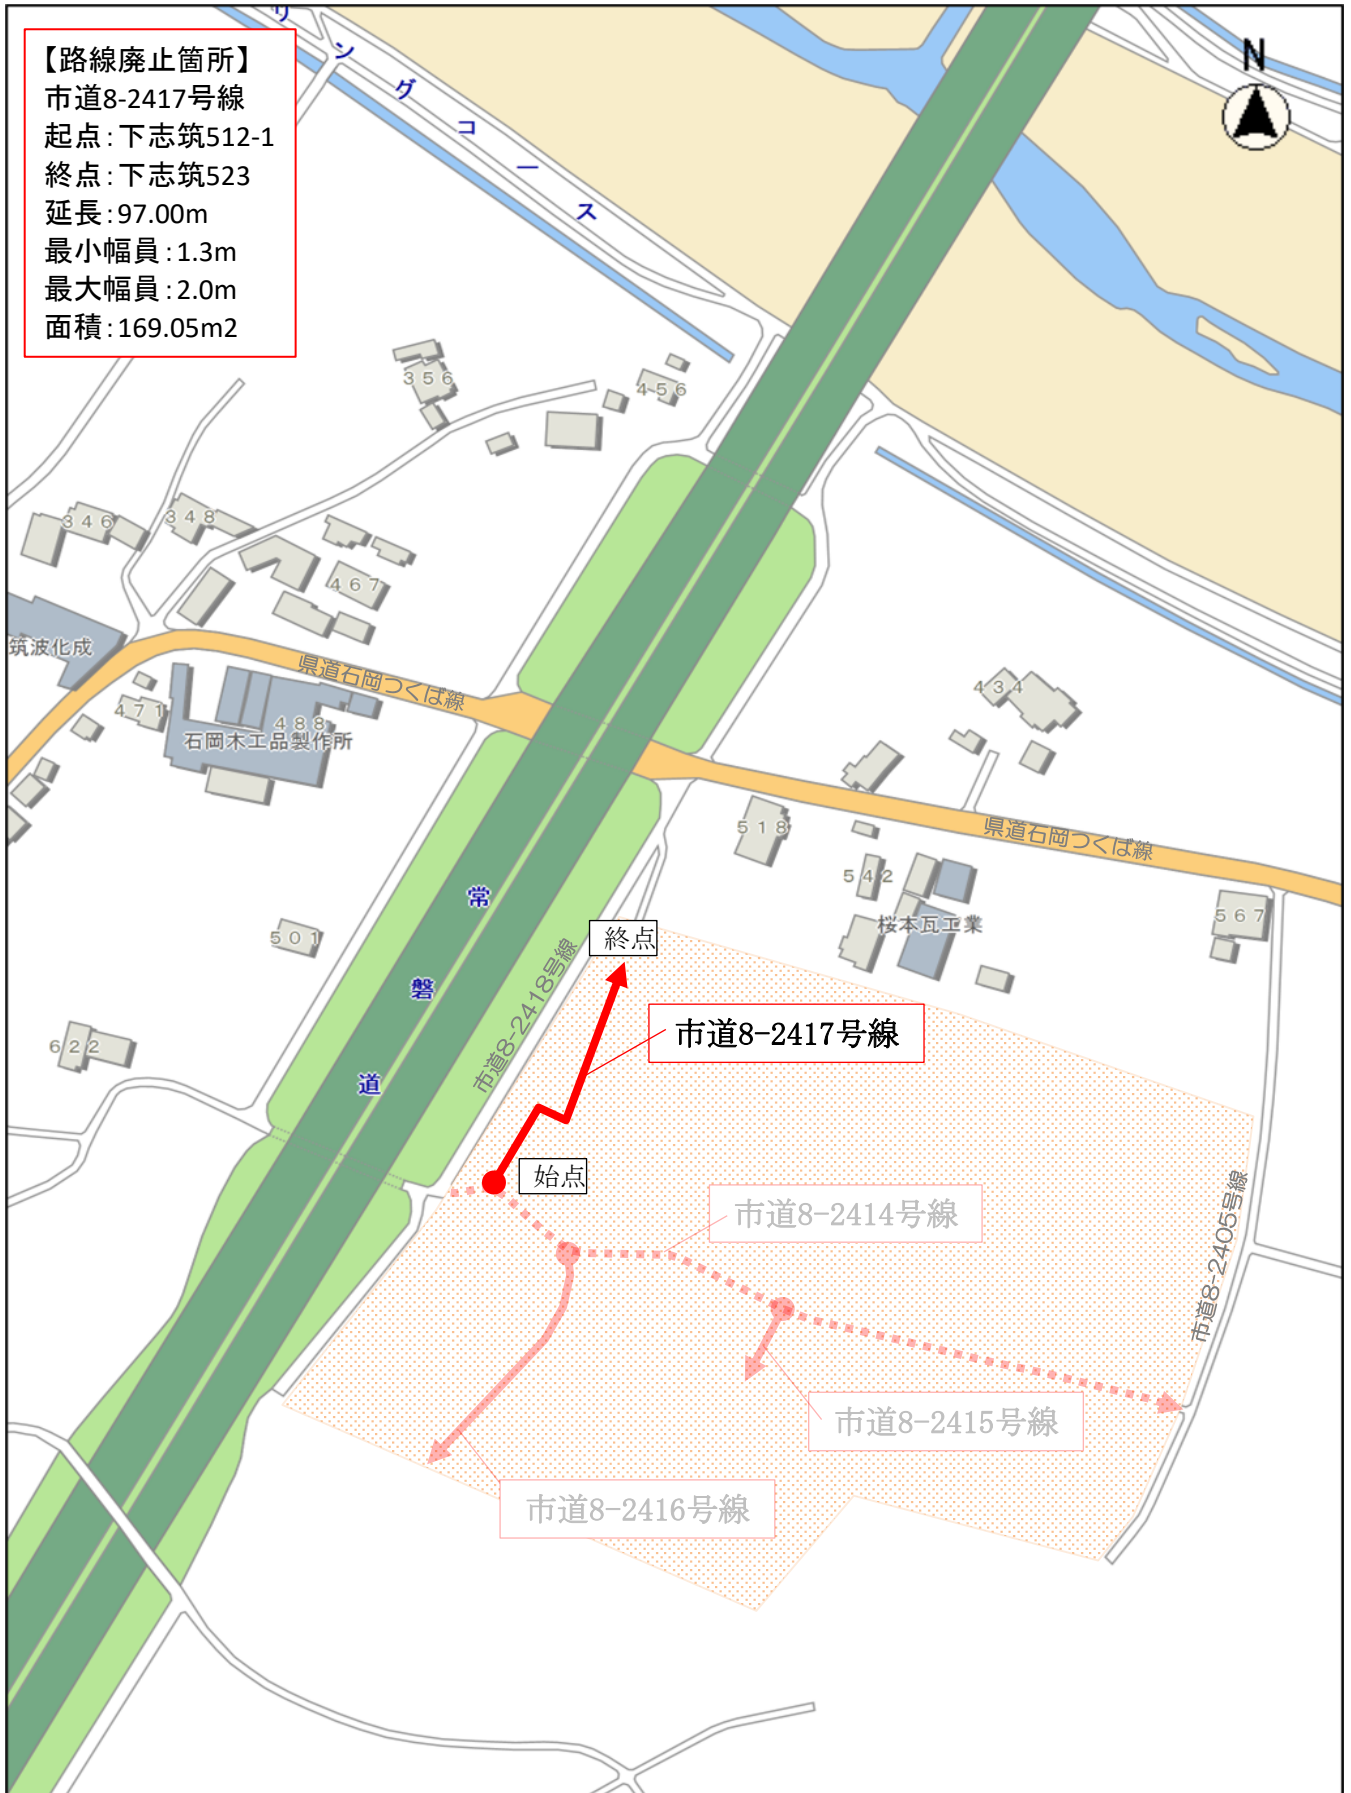 【路線廃止箇所】
市道8-2417号線
起点:下志筑512-1
終点:下志筑523
延長:97.00m
最小幅員:1.3m
最大幅員:2.0m
面積:169.05m2
リングコース
N
356
456
346
348
467
筑波化成
県道石岡つくば線
471
488
石岡木工品製作所
434
518
県道石岡つくば線
542
桜本瓦工業
567
常磐道
501
終点
市道8-2418号線
市道8-2417号線
622
始点
市道8-2414号線
市道8-2405号線
市道8-2415号線
市道8-2416号線